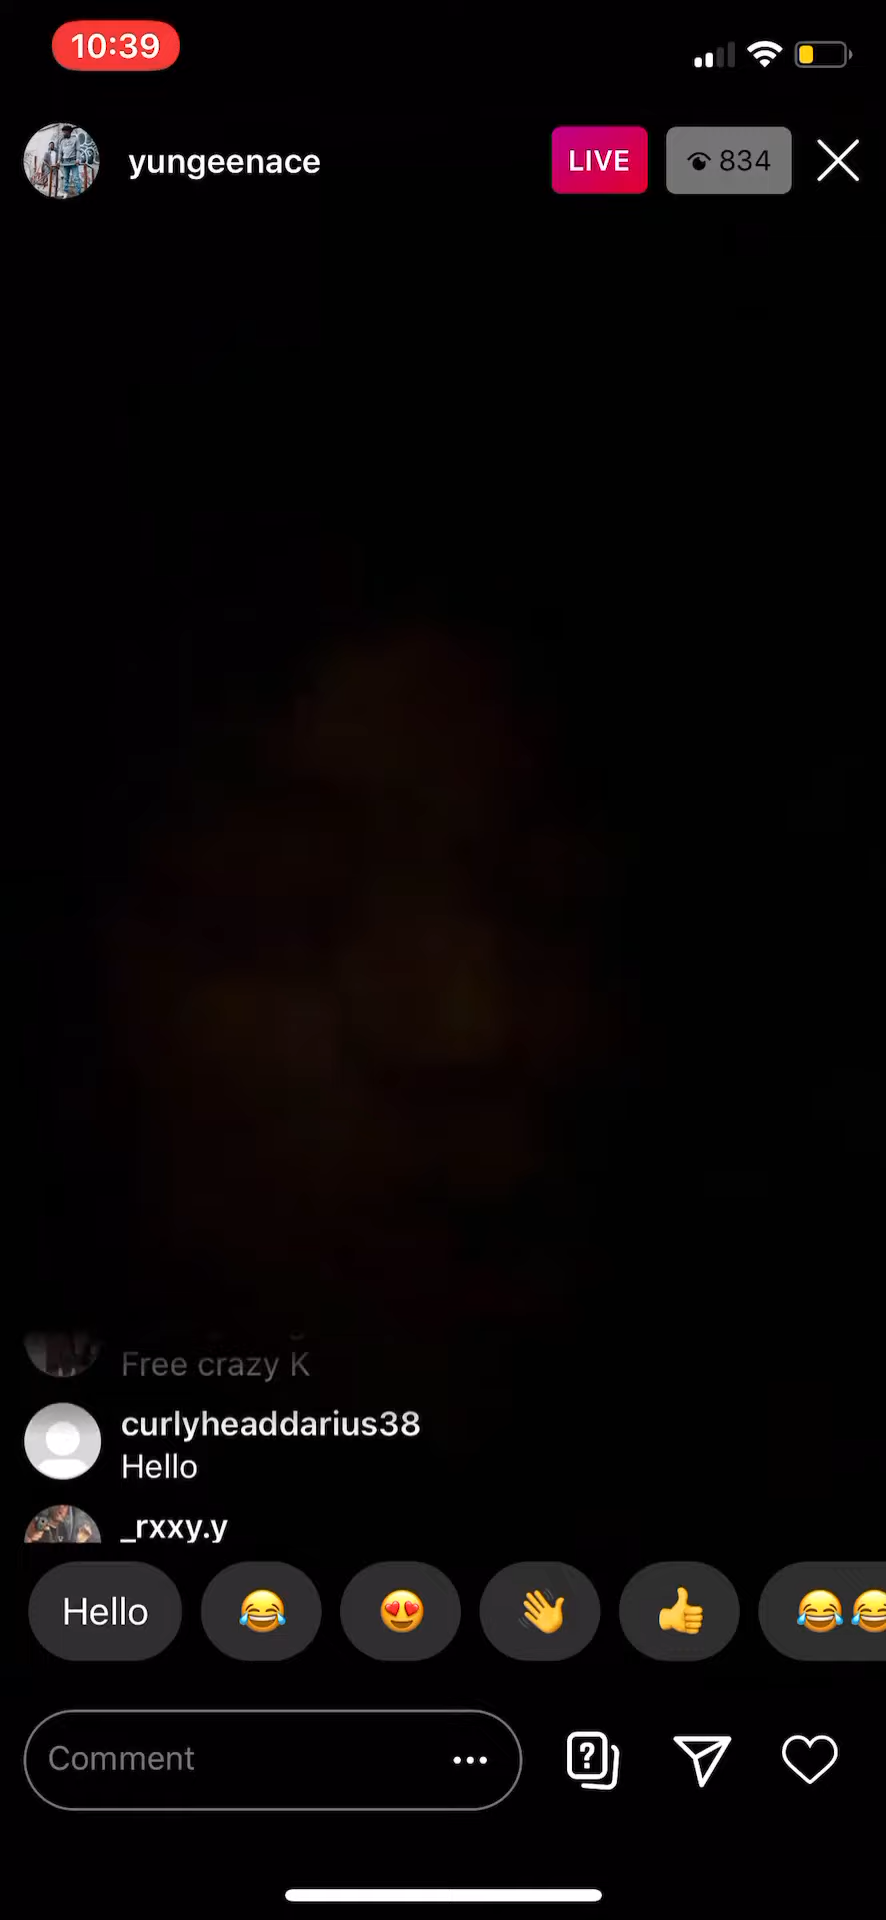 10:39
yungeenace
LIVE
834
Free crazy K
curlyheaddarius38
Hello
_rxxy.y
Hello
Comment